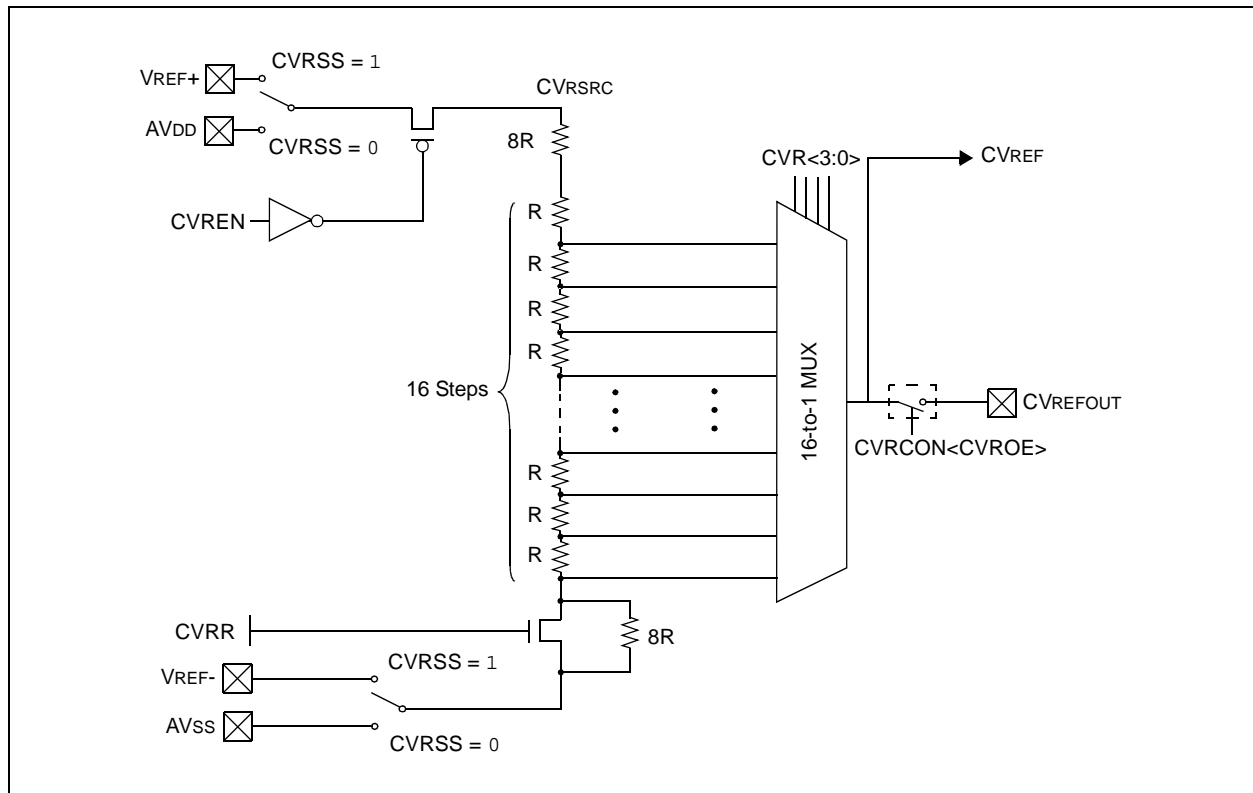 CVRSS = 1
VREF+
CVRSRC
AVDD
8R
CVRSS = 0
CVR<3:0>
CVREF
CVREN
R
R
R
R
16 Steps
16-to-1 MUX
CVREFOUT
CVRCON<CVROE>
R
R
R
CVRR
8R
CVRSS = 1
VREF-
AVSS
CVRSS = 0